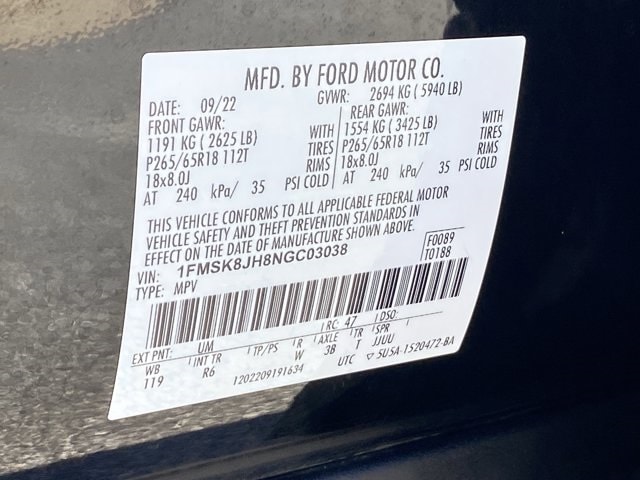 MFD. BY FORD MOTOR CO.
DATE: 09/22 GVWR: 2694 KG ( 5940 LB)
FRONT GAWR: REAR GAWR:
1191 KG ( 2625 LB) WITH 1554 KG ( 3425 LB) WITH
P265/65R18 112T TIRES P265/65R18 112T TIRES
18x8.0J RIMS 18x8.0J RIMS
AT 240 kPa/ 35 PSI COLD AT 240 kPa/ 35 PSI COLD
THIS VEHICLE CONFORMS TO ALL APPLICABLE FEDERAL MOTOR
VEHICLE SAFETY AND THEFT PREVENTION STANDARDS IN
EFFECT ON THE DATE OF MANUFACTURE SHOWN ABOVE.
VIN: 1FMSK8JH8NGC03038 F0089
TYPE: MPV T0188
EXT PNT: UM RC: 47 DSO:
WB INT TR TP/PS R AXLE TR SPR
119 R6 W 3B T JJUU
1202209191634 UTC ▽ 5U5A-1520472-BA